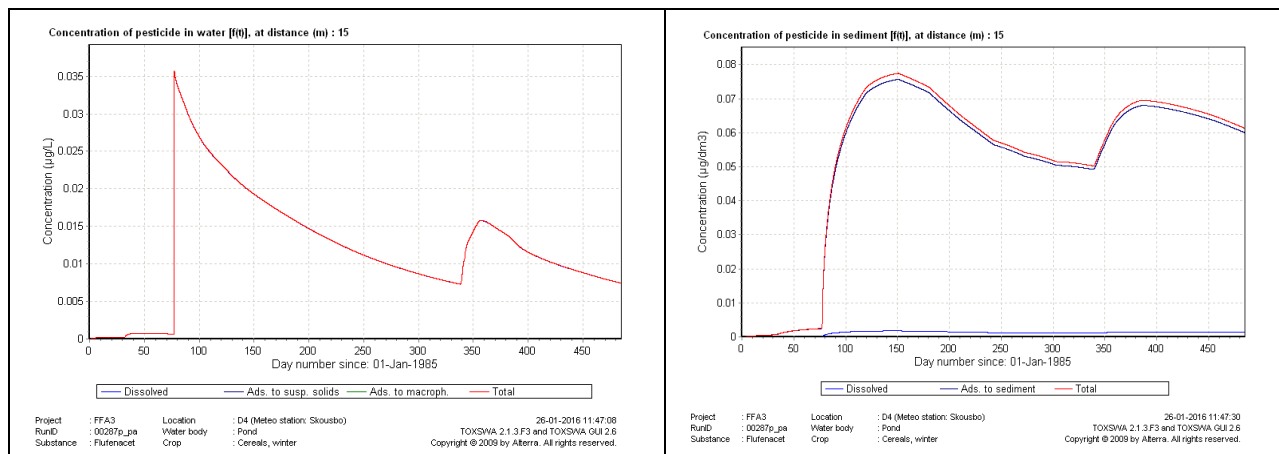 Concentration of pesticide in water [f(t)], at distance (m) : 15
Concentration (µg/L)
0.035
0.03
0.025
0.02
0.015
0.01
0.005
0
0 50 100 150 200 250 300 350 400 450
Day number since: 01-Jan-1985
Dissolved Ads. to susp. solids Ads. to macroph. Total
Project : FFA3 Location : D4 (Meteo station: Skousbo) 26-01-2016 11:47:08
RunID : 00287p_pa Water body : Pond TOXSWA 2.1.3.F3 and TOXSWA GUI 2.6
Substance : Flufenacet Crop : Cereals, winter Copyright © 2009 by Alterra. All rights reserved.
Concentration of pesticide in sediment [f(t)], at distance (m) : 15
Concentration (µg/dm3)
0.08
0.07
0.06
0.05
0.04
0.03
0.02
0.01
0
0 50 100 150 200 250 300 350 400 450
Day number since: 01-Jan-1985
Dissolved Ads. to sediment Total
Project : FFA3 Location : D4 (Meteo station: Skousbo) 26-01-2016 11:47:30
RunID : 00287p_pa Water body : Pond TOXSWA 2.1.3.F3 and TOXSWA GUI 2.6
Substance : Flufenacet Crop : Cereals, winter Copyright © 2009 by Alterra. All rights reserved.